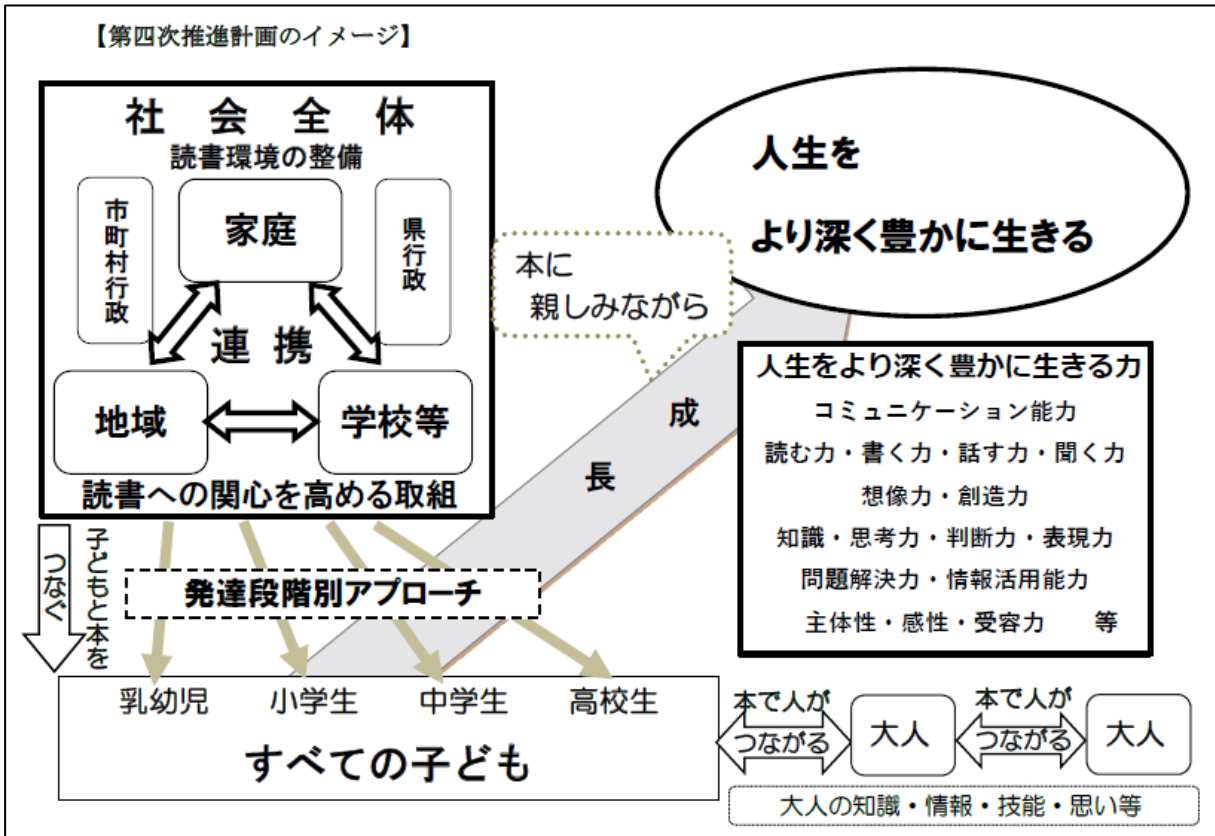 【第四次推進計画のイメージ】
社会全体
読書環境の整備
市町村行政
家庭
県行政
連携
地域
学校等
読書への関心を高める取組
人生を
より深く豊かに生きる
本に
親しみながら
成長
人生をより深く豊かに生きる力
コミュニケーション能力
読む力・書く力・話す力・聞く力
想像力・創造力
知識・思考力・判断力・表現力
問題解決力・情報活用能力
主体性・感性・受容力 等
子どもと本を
つなぐ
発達段階別アプローチ
乳幼児 小学生 中学生 高校生
すべての子ども
本で人が
つながる
大人
本で人が
つながる
大人
大人の知識・情報・技能・思い等